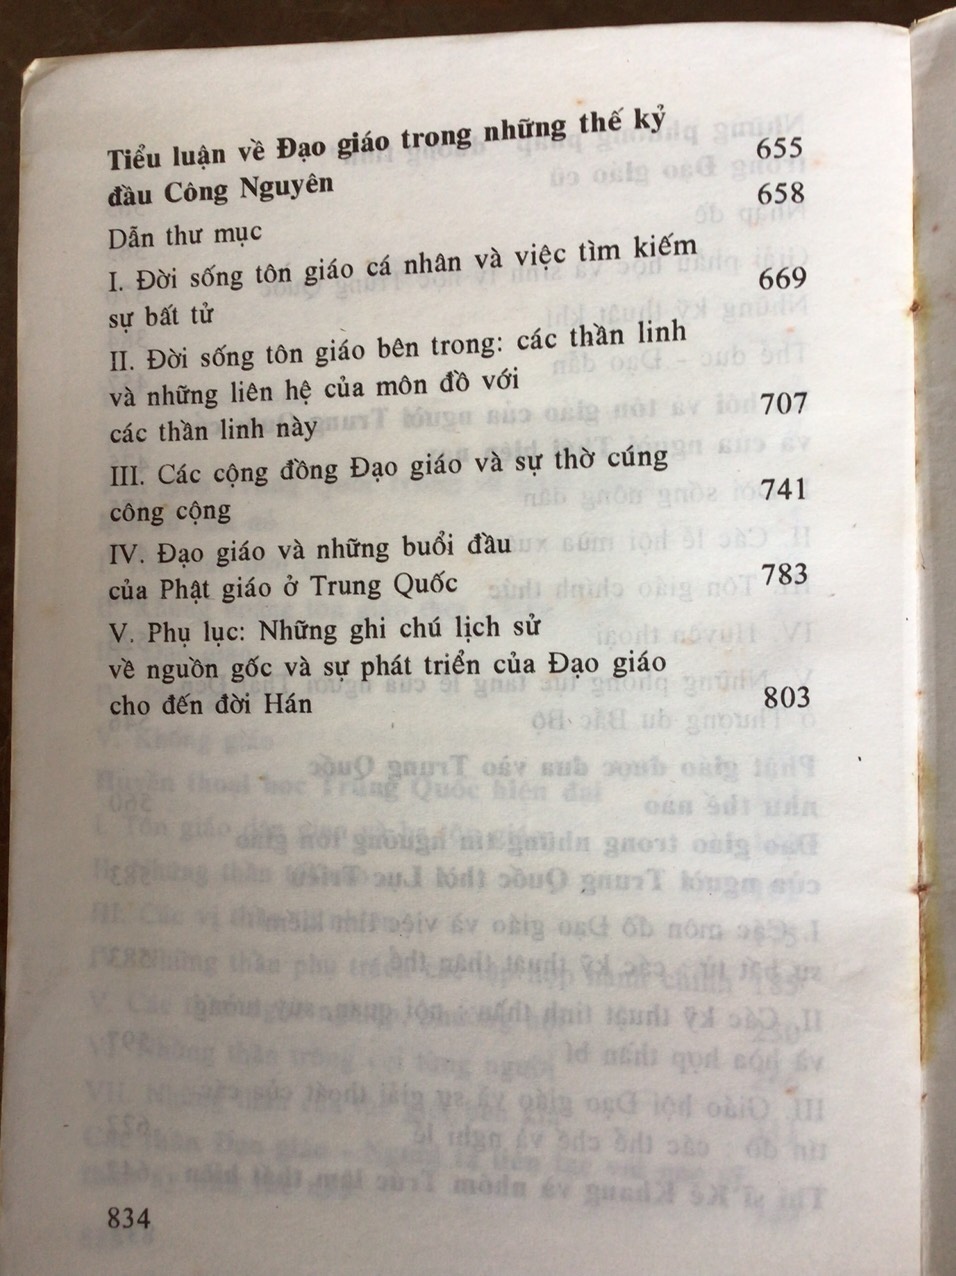 Tiểu luận về Đạo giáo trong những thế kỷ
đầu Công Nguyên 655
Dẫn thư mục 658
I. Đời sống tôn giáo cá nhân và việc tìm kiếm
sự bất tử 669
II. Đời sống tôn giáo bên trong: các thần linh
và những liên hệ của môn đồ với
các thần linh này 707
III. Các cộng đồng Đạo giáo và sự thờ cúng
công cộng 741
IV. Đạo giáo và những buổi đầu
của Phật giáo ở Trung Quốc 783
V. Phụ lục: Những ghi chú lịch sử
về nguồn gốc và sự phát triển của Đạo giáo
cho đến đời Hán 803
834